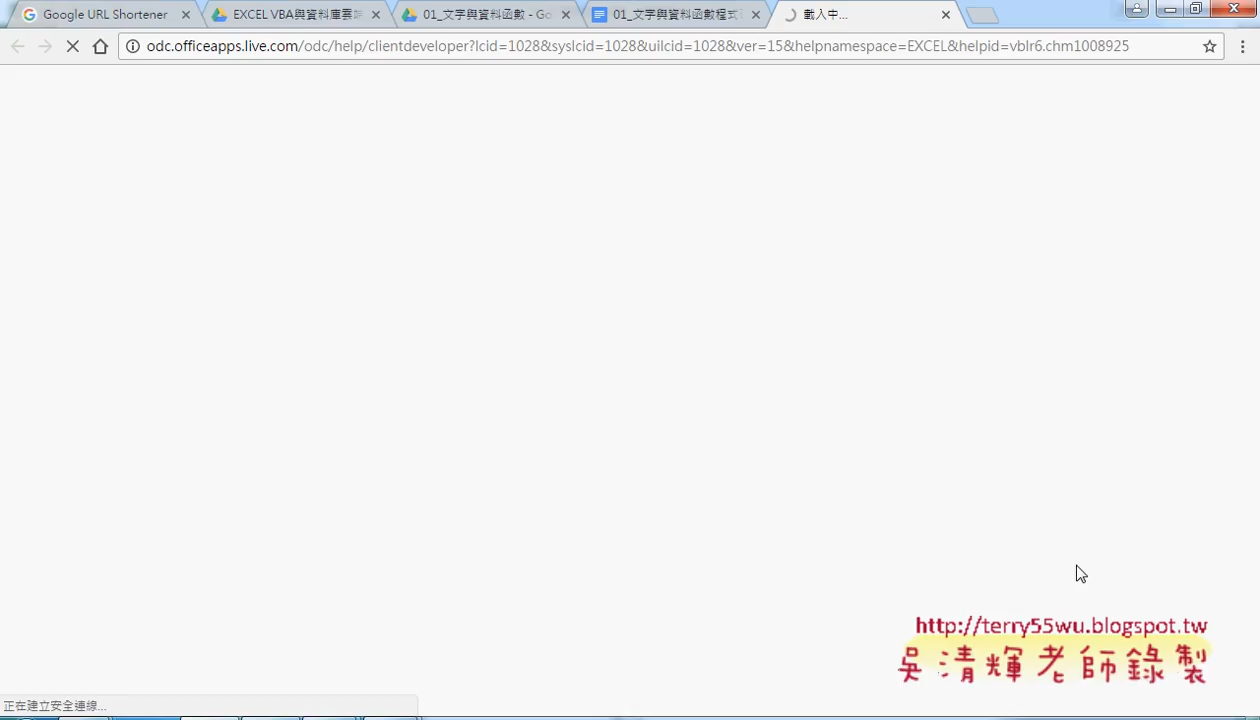 Google URL Shortener
EXCEL VBA與資料庫雲端
01_文字與資料函數 - Go
01_文字與資料函數程式
載入中...
odc.officeapps.live.com/odc/help/clientdeveloper?lcid=1028&syslcid=1028&uilcid=1028&ver=15&helpnamespace=EXCEL&helpid=vblr6.chm1008925
http://terry55wu.blogspot.tw
吳清輝老師錄製
正在建立安全連線...